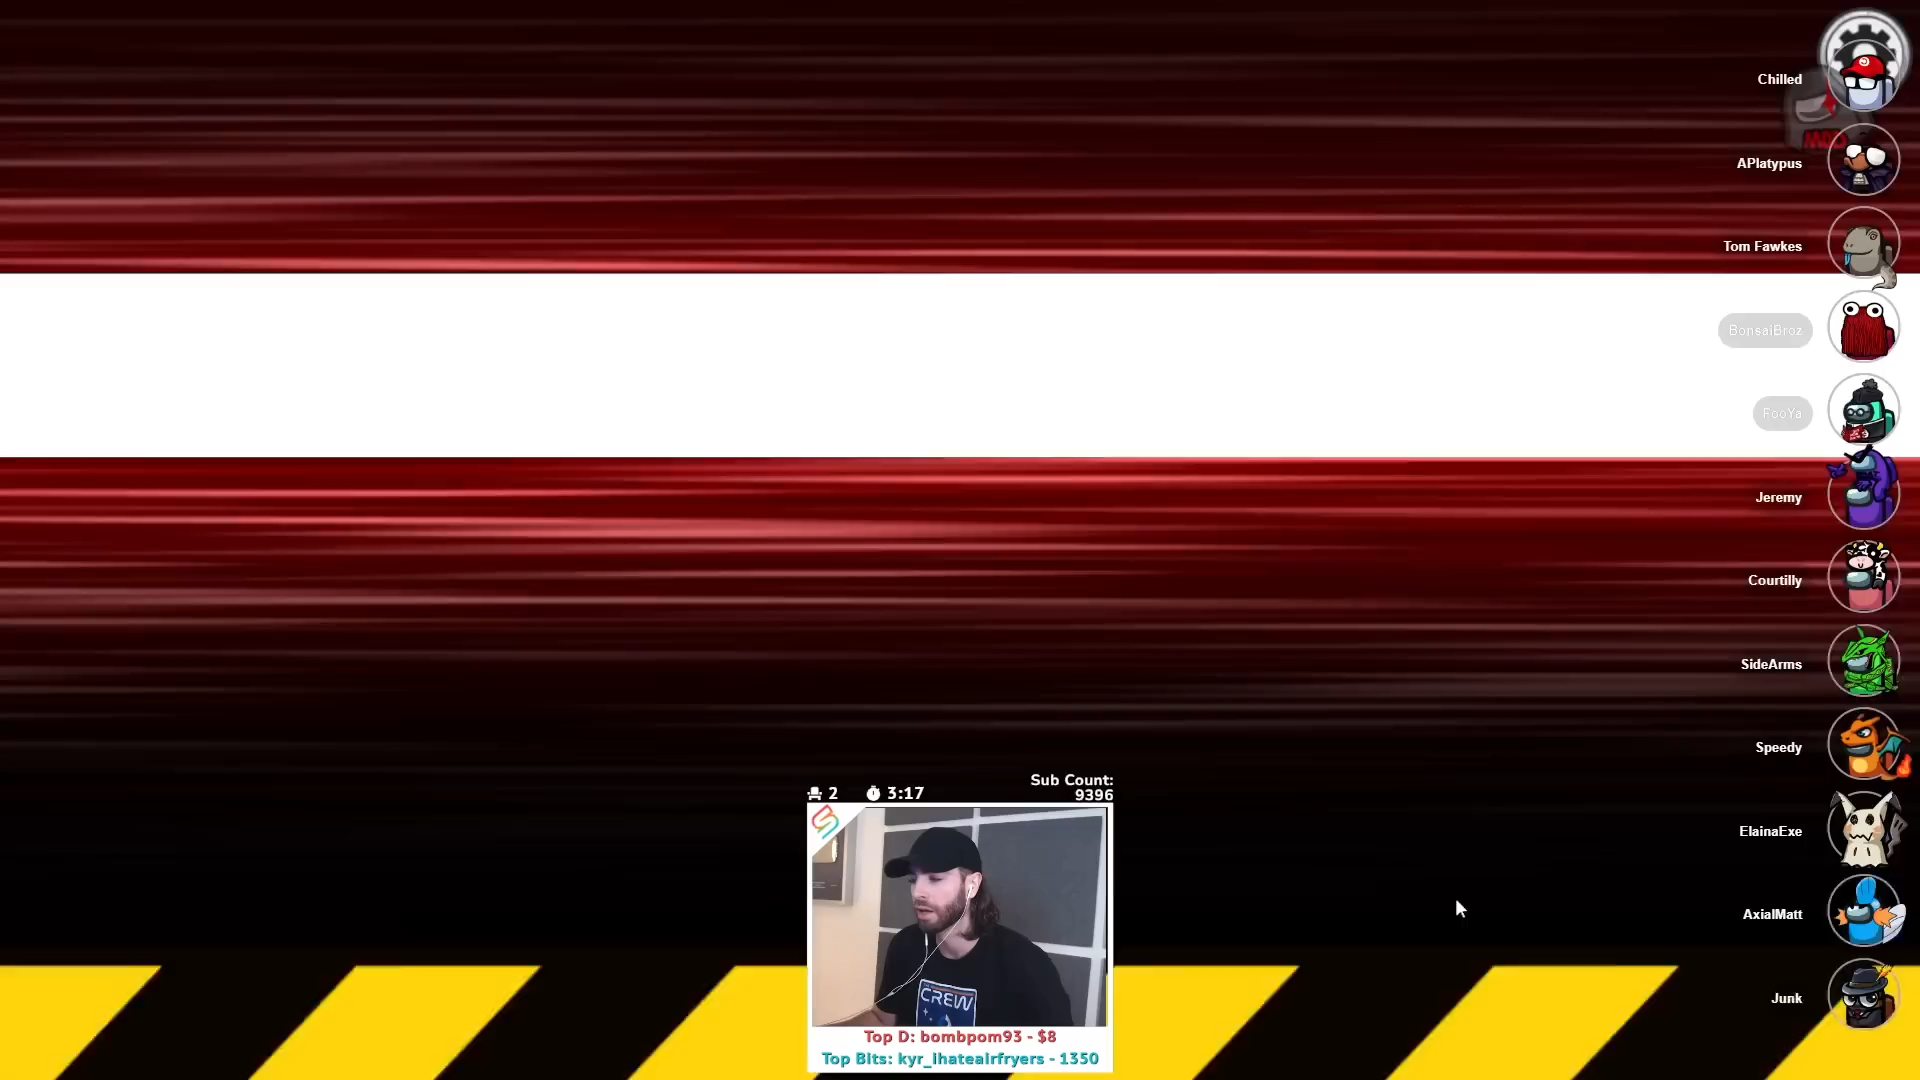 Chilled
MOD
APlatypus
Tom Fawkes
BonsaiBroz
FooYa
Jeremy
Courtilly
SideArms
Speedy
ElainaExe
AxialMatt
Junk
2
3:17
Sub Count:
9396
CREW
Top D: bombpom93 - $8
Top Bits: kyr_ihateairfryers - 1350